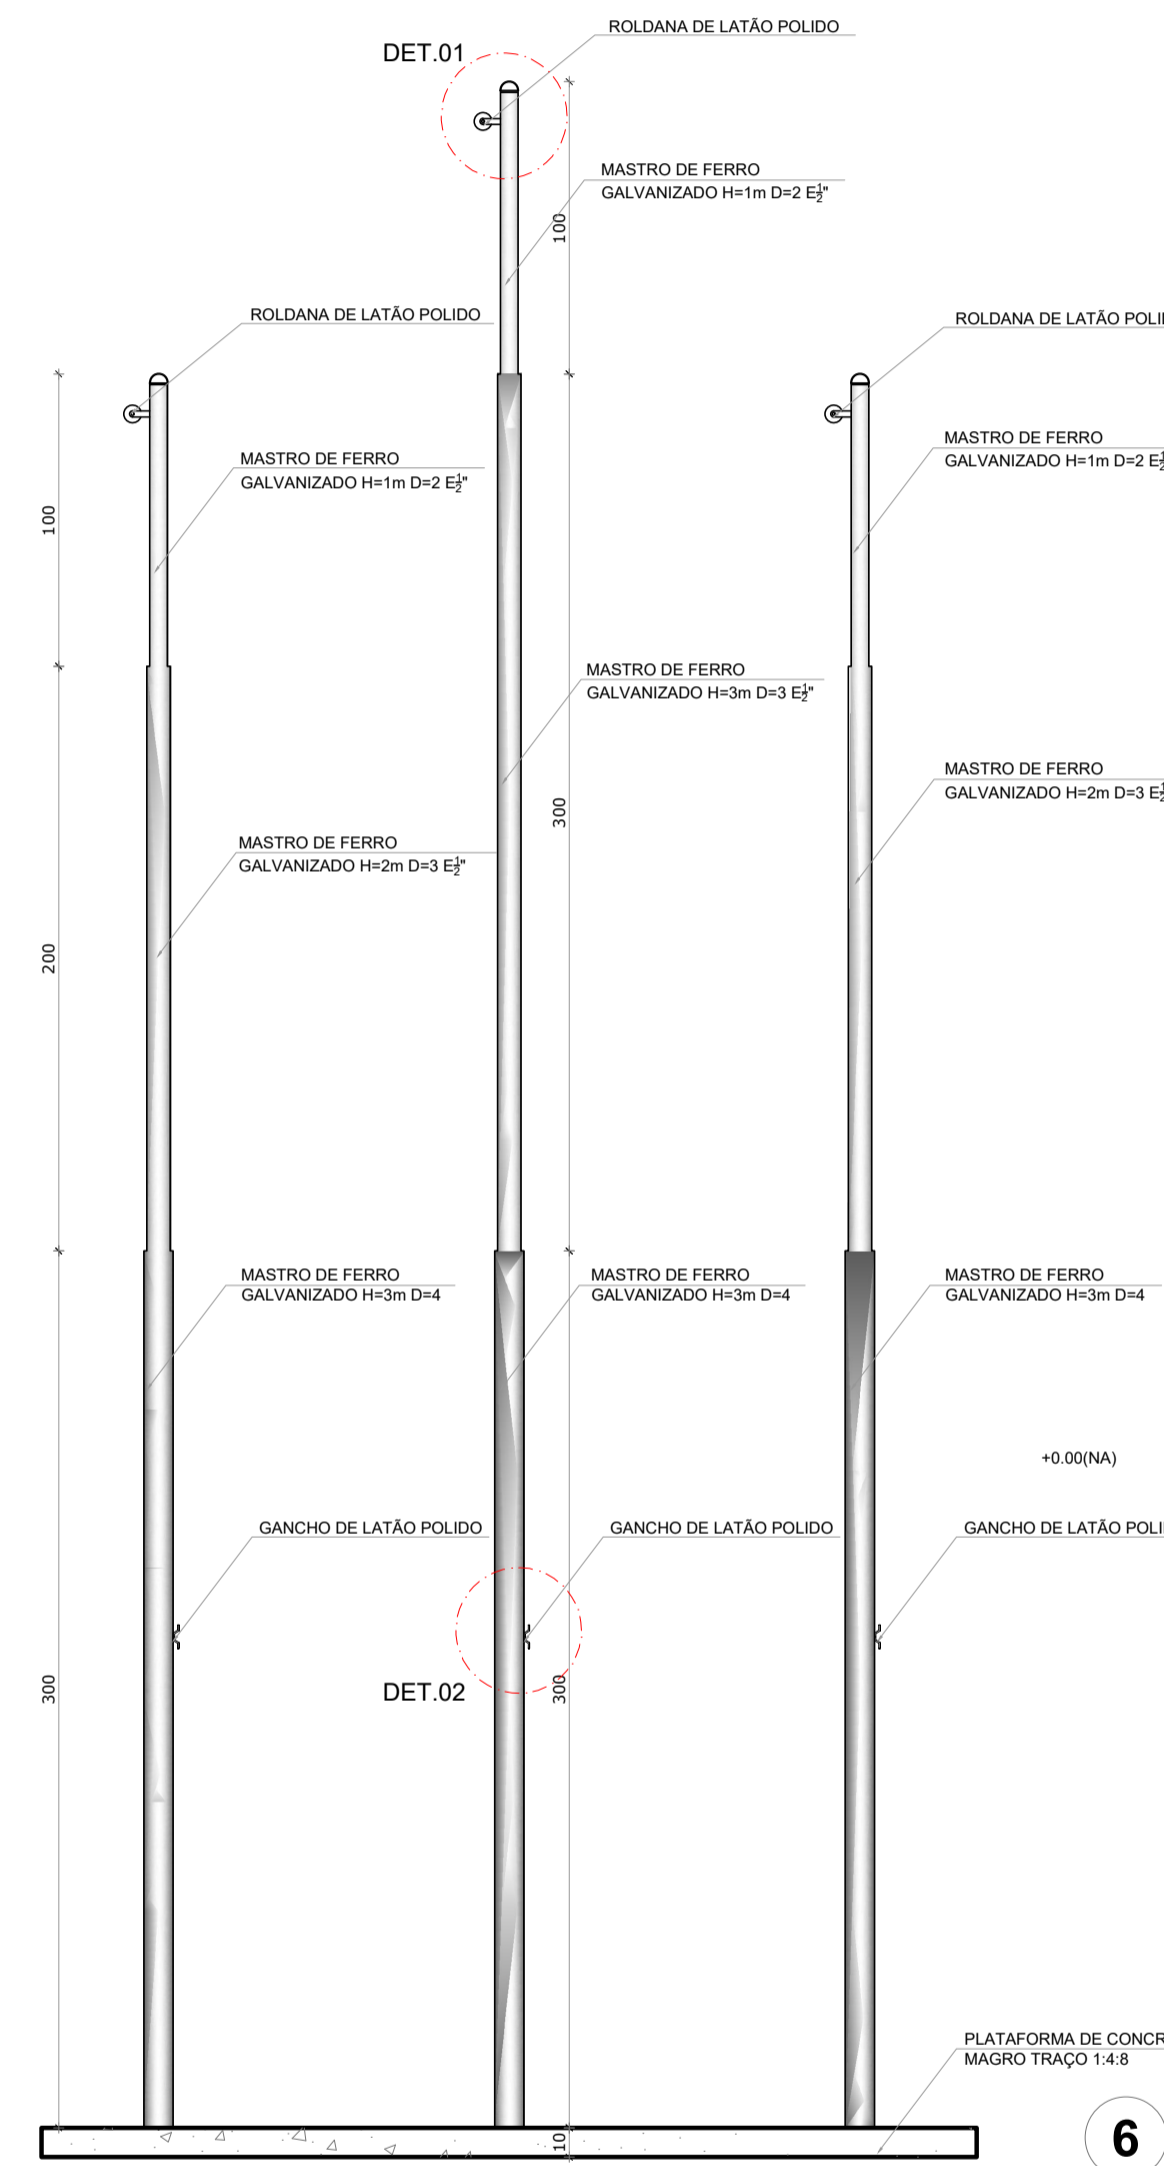 ROLDANA DE LATÃO POLIDO
DET.01
MASTRO DE FERRO
GALVANIZADO H=1m D=2 E½"
100
ROLDANA DE LATÃO POLIDO
ROLDANA DE LATÃO POLI
MASTRO DE FERRO
GALVANIZADO H=1m D=2 E½
MASTRO DE FERRO
GALVANIZADO H=1m D=2 E½"
100
MASTRO DE FERRO
GALVANIZADO H=3m D=3 E½"
MASTRO DE FERRO
GALVANIZADO H=2m D=3 E½
300
MASTRO DE FERRO
GALVANIZADO H=2m D=3 E½"
200
MASTRO DE FERRO
GALVANIZADO H=3m D=4
MASTRO DE FERRO
GALVANIZADO H=3m D=4
MASTRO DE FERRO
GALVANIZADO H=3m D=4
+0.00(NA)
GANCHO DE LATÃO POLIDO
GANCHO DE LATÃO POLIDO
GANCHO DE LATÃO POLI
300
DET.02
300
PLATAFORMA DE CONCR
MAGRO TRAÇO 1:4:8
10
6